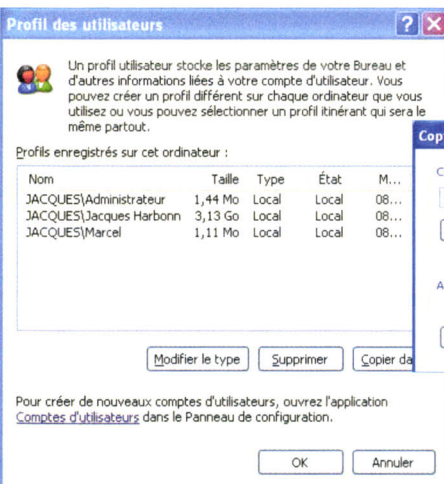 Profil des utilisateurs
Un profil utilisateur stocke les paramètres de votre Bureau et
d'autres informations liées à votre compte d'utilisateur. Vous
pouvez créer un profil différent sur chaque ordinateur que vous
utilisez ou vous pouvez sélectionner un profil itinérant qui sera le
même partout.
Profils enregistrés sur cet ordinateur :
Nom Taille Type État M...
JACQUES\Administrateur 1,44 Mo Local Local 08...
JACQUES\Jacques Harbonn 3,13 Go Local Local 08...
JACQUES\Marcel 1,11 Mo Local Local 08...
Modifier le type Supprimer Copier da
Pour créer de nouveaux comptes d'utilisateurs, ouvrez l'application
Comptes d'utilisateurs dans le Panneau de configuration.
OK Annuler
Cop
C
A